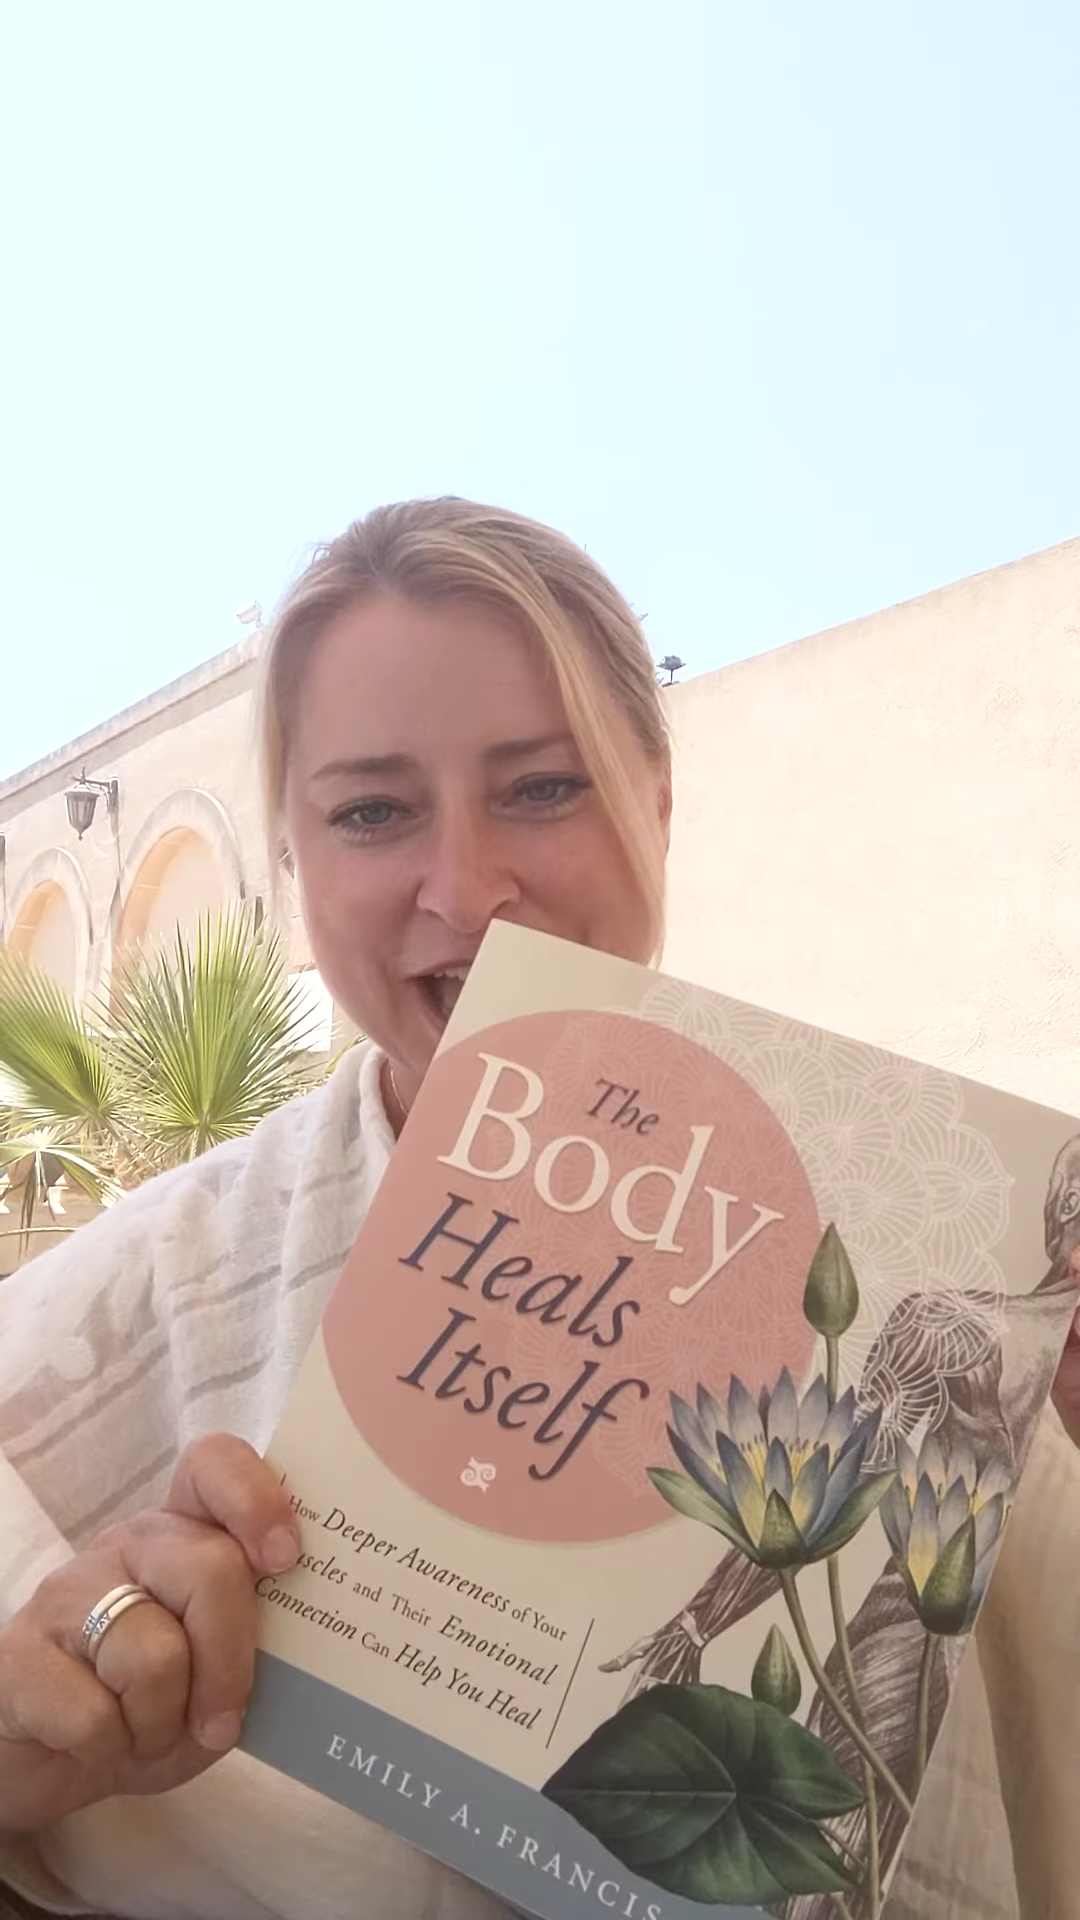 The
Body
Heals
Itself
How Deeper Awareness of Your
and Their Emotional
Connection Can Help You Heal
EMILY A. FRANCIS